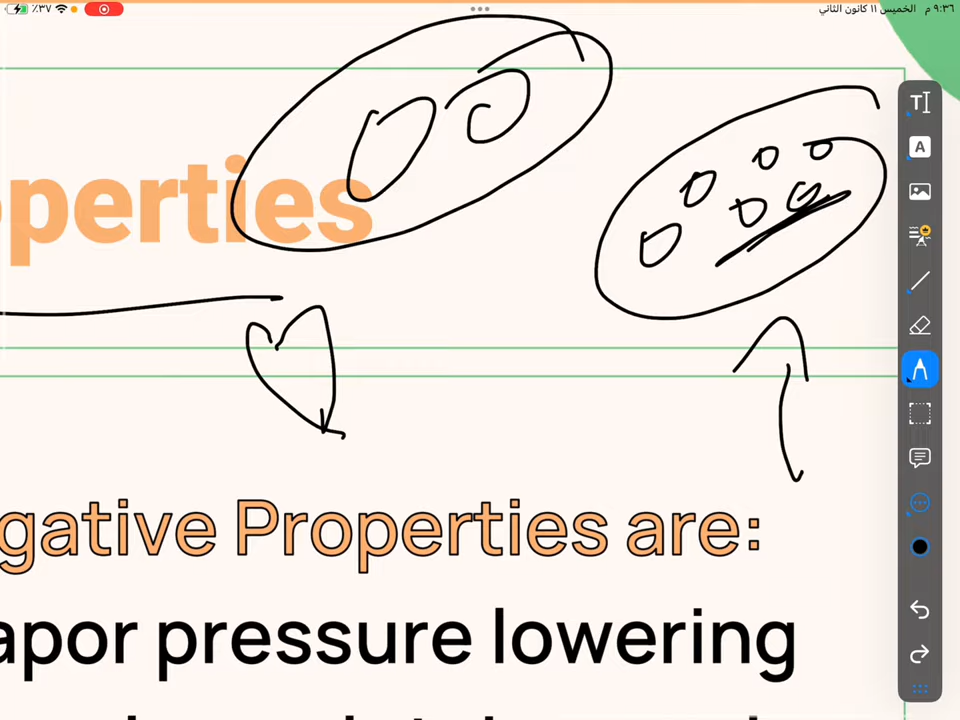 ٩:٣٦ م الخميس ١١ كانون الثاني
٪٣٧
perties
gative Properties are:
apor pressure lowering